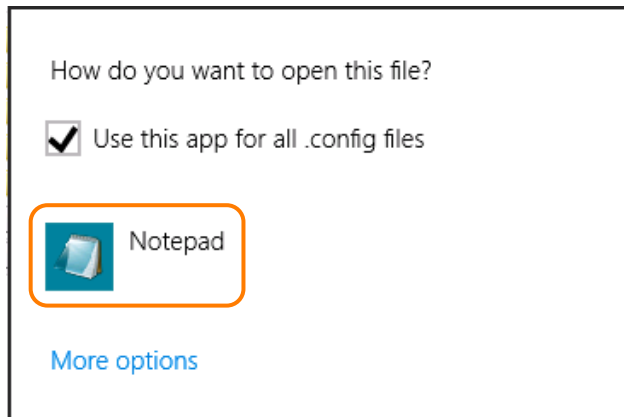 How do you want to open this file?
Use this app for all .config files
Notepad
More options